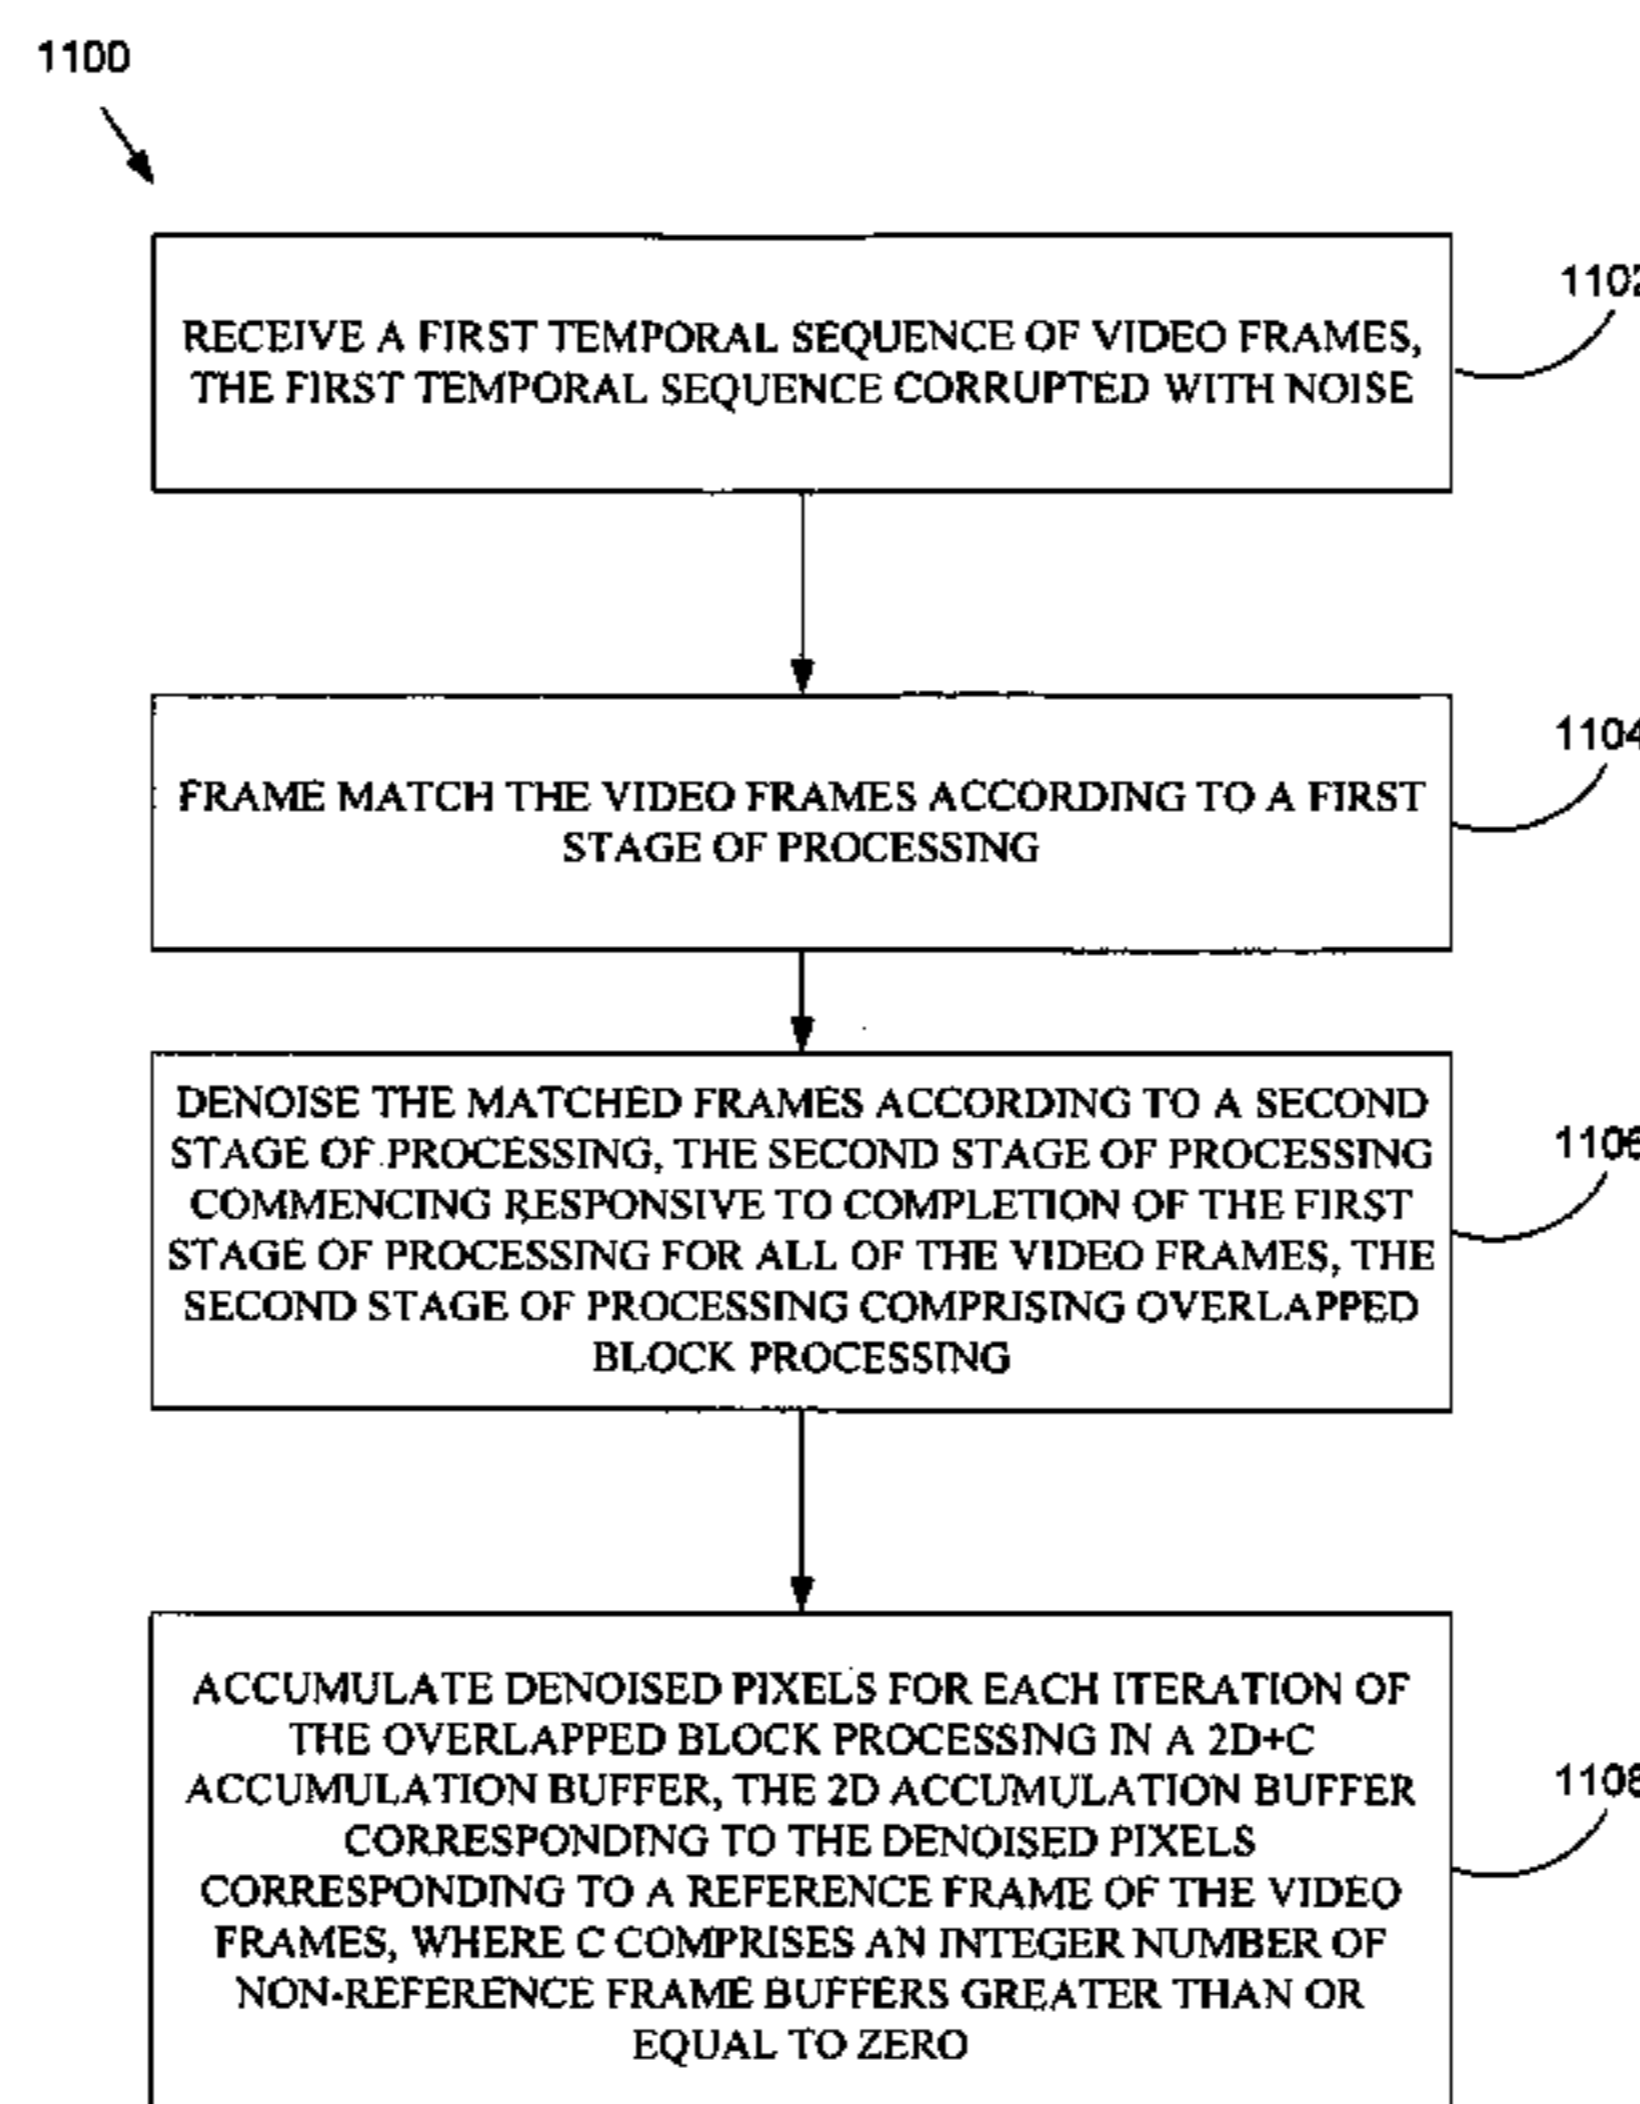 1100
RECEIVE A FIRST TEMPORAL SEQUENCE OF VIDEO FRAMES,
THE FIRST TEMPORAL SEQUENCE CORRUPTED WITH NOISE
1102
FRAME MATCH THE VIDEO FRAMES ACCORDING TO A FIRST
STAGE OF PROCESSING
1104
DENOISE THE MATCHED FRAMES ACCORDING TO A SECOND
STAGE OF PROCESSING, THE SECOND STAGE OF PROCESSING
COMMENCING RESPONSIVE TO COMPLETION OF THE FIRST
STAGE OF PROCESSING FOR ALL OF THE VIDEO FRAMES, THE
SECOND STAGE OF PROCESSING COMPRISING OVERLAPPED
BLOCK PROCESSING
1106
ACCUMULATE DENOISED PIXELS FOR EACH ITERATION OF
THE OVERLAPPED BLOCK PROCESSING IN A 2D+C
ACCUMULATION BUFFER, THE 2D ACCUMULATION BUFFER
CORRESPONDING TO THE DENOISED PIXELS
CORRESPONDING TO A REFERENCE FRAME OF THE VIDEO
FRAMES, WHERE C COMPRISES AN INTEGER NUMBER OF
NON-REFERENCE FRAME BUFFERS GREATER THAN OR
EQUAL TO ZERO
1108